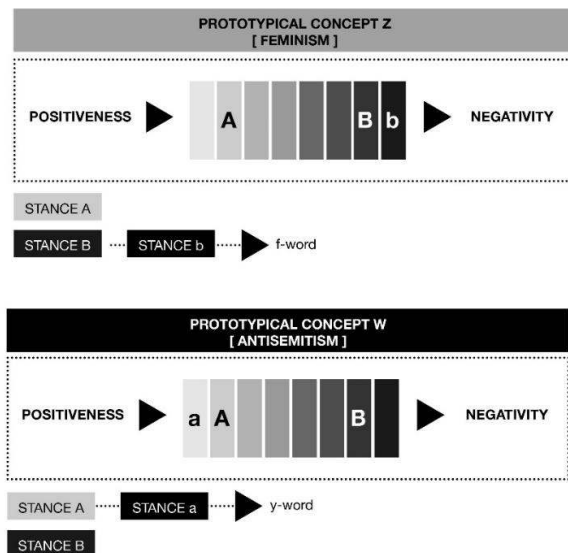 PROTOTYPICAL CONCEPT Z
[ FEMINISM ]
POSITIVENESS A B b NEGATIVITY
STANCE A
STANCE B STANCE b f-word
PROTOTYPICAL CONCEPT W
[ ANTISEMITISM ]
POSITIVENESS a A B NEGATIVITY
STANCE A STANCE a y-word
STANCE B